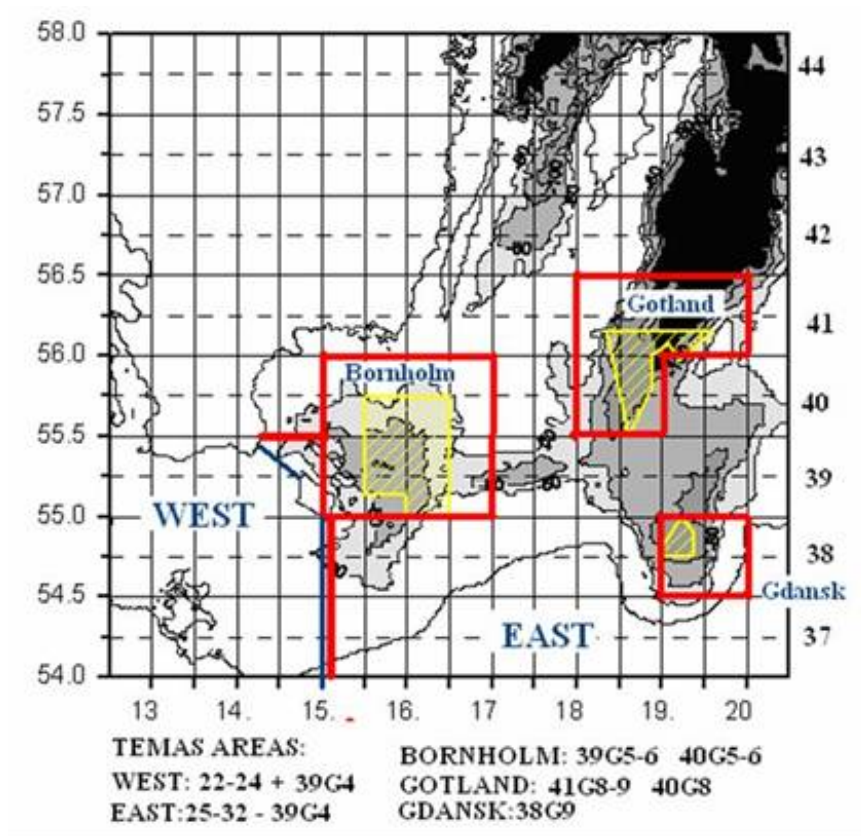 58.0
44
57.5
43
57.0
42
56.5
Gotland
41
56.0
Bornholm
40
55.5
39
WEST
55.0
38
54.5
Gdansk
EAST
37
54.0
13 14. 15. 16. 17 18 19. 20
TEMAS AREAS:
WEST: 22-24 + 39G4
EAST:25-32 - 39G4
BORNHOLM: 39G5-6 40G5-6
GOTLAND: 41G8-9 40G8
GDANSK:38G9